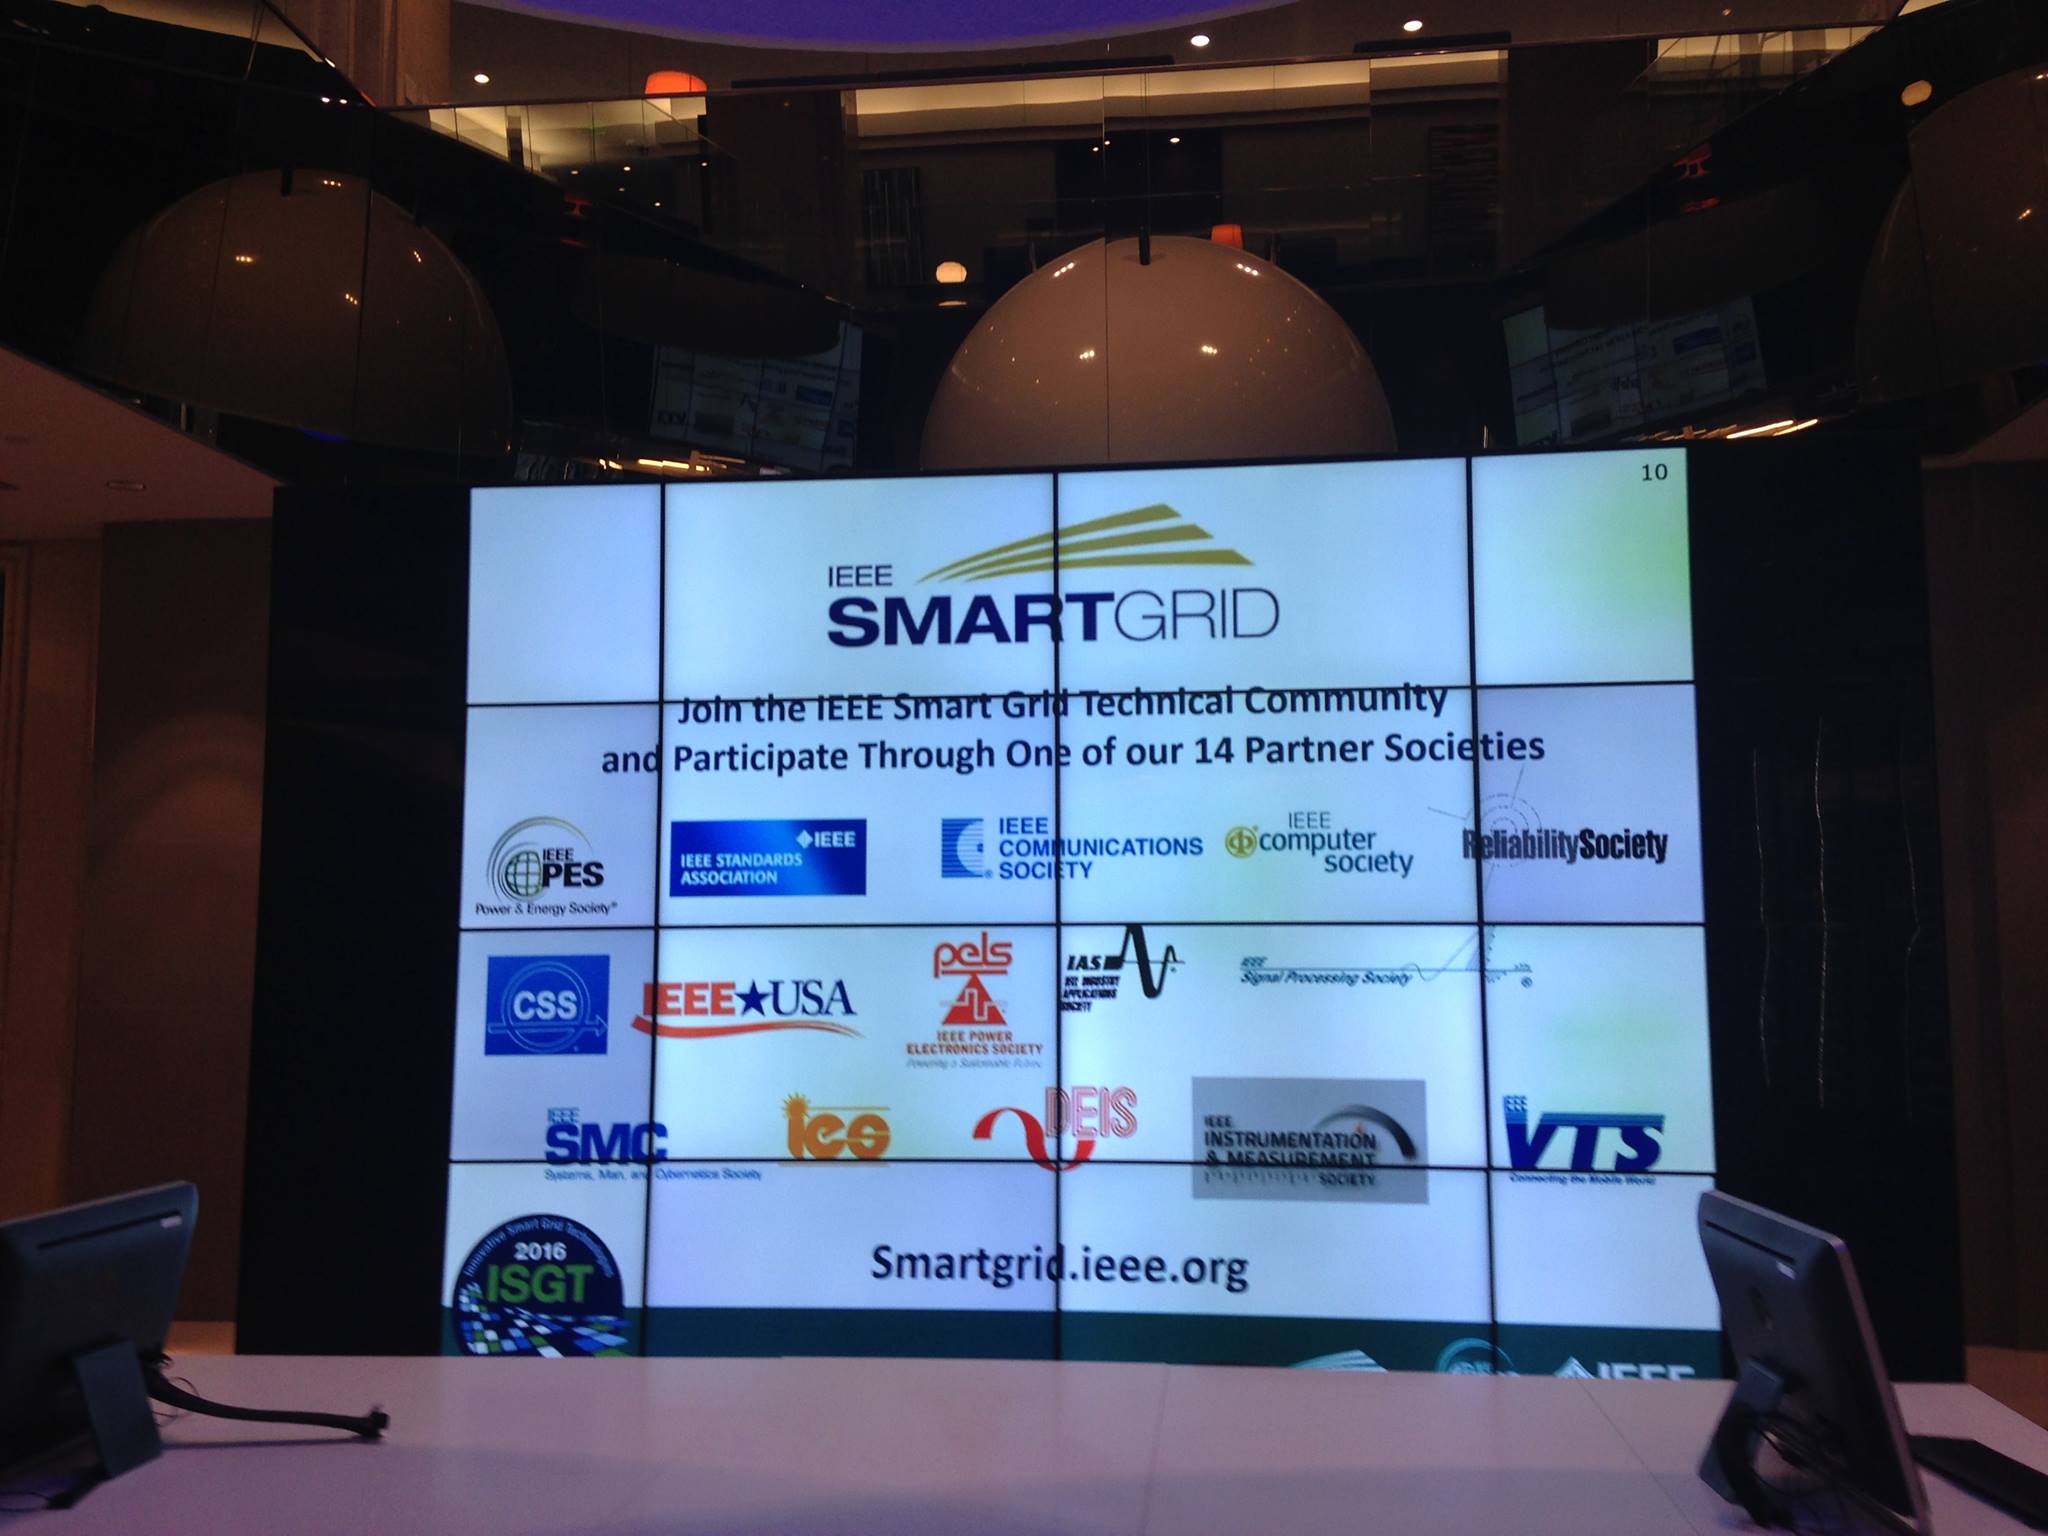 10
IEEE
SMARTGRID
Join the IEEE Smart Grid Technical Community
and Participate Through One of our 14 Partner Societies
IEEE
PES
Power & Energy Society®
IEEE
IEEE STANDARDS
ASSOCIATION
IEEE
COMMUNICATIONS
SOCIETY
®
IEEE
computer
society
ReliabilitySociety
CSS
IEEE★USA
pels
IEEE POWER
ELECTRONICS SOCIETY
Powering a Sustainable Future
IAS
IEEE INDUSTRY
APPLICATIONS
SOCIETY
IEEE
Signal Processing Society
®
IEEE
SMC
Systems, Man, and Cybernetics Society
ies
DEIS
IEEE
INSTRUMENTATION
& MEASUREMENT
SOCIETY
IEEE
VTS
Connecting the Mobile World
Innovative Smart Grid Technologies
2016
ISGT
Smartgrid.ieee.org
IEEE